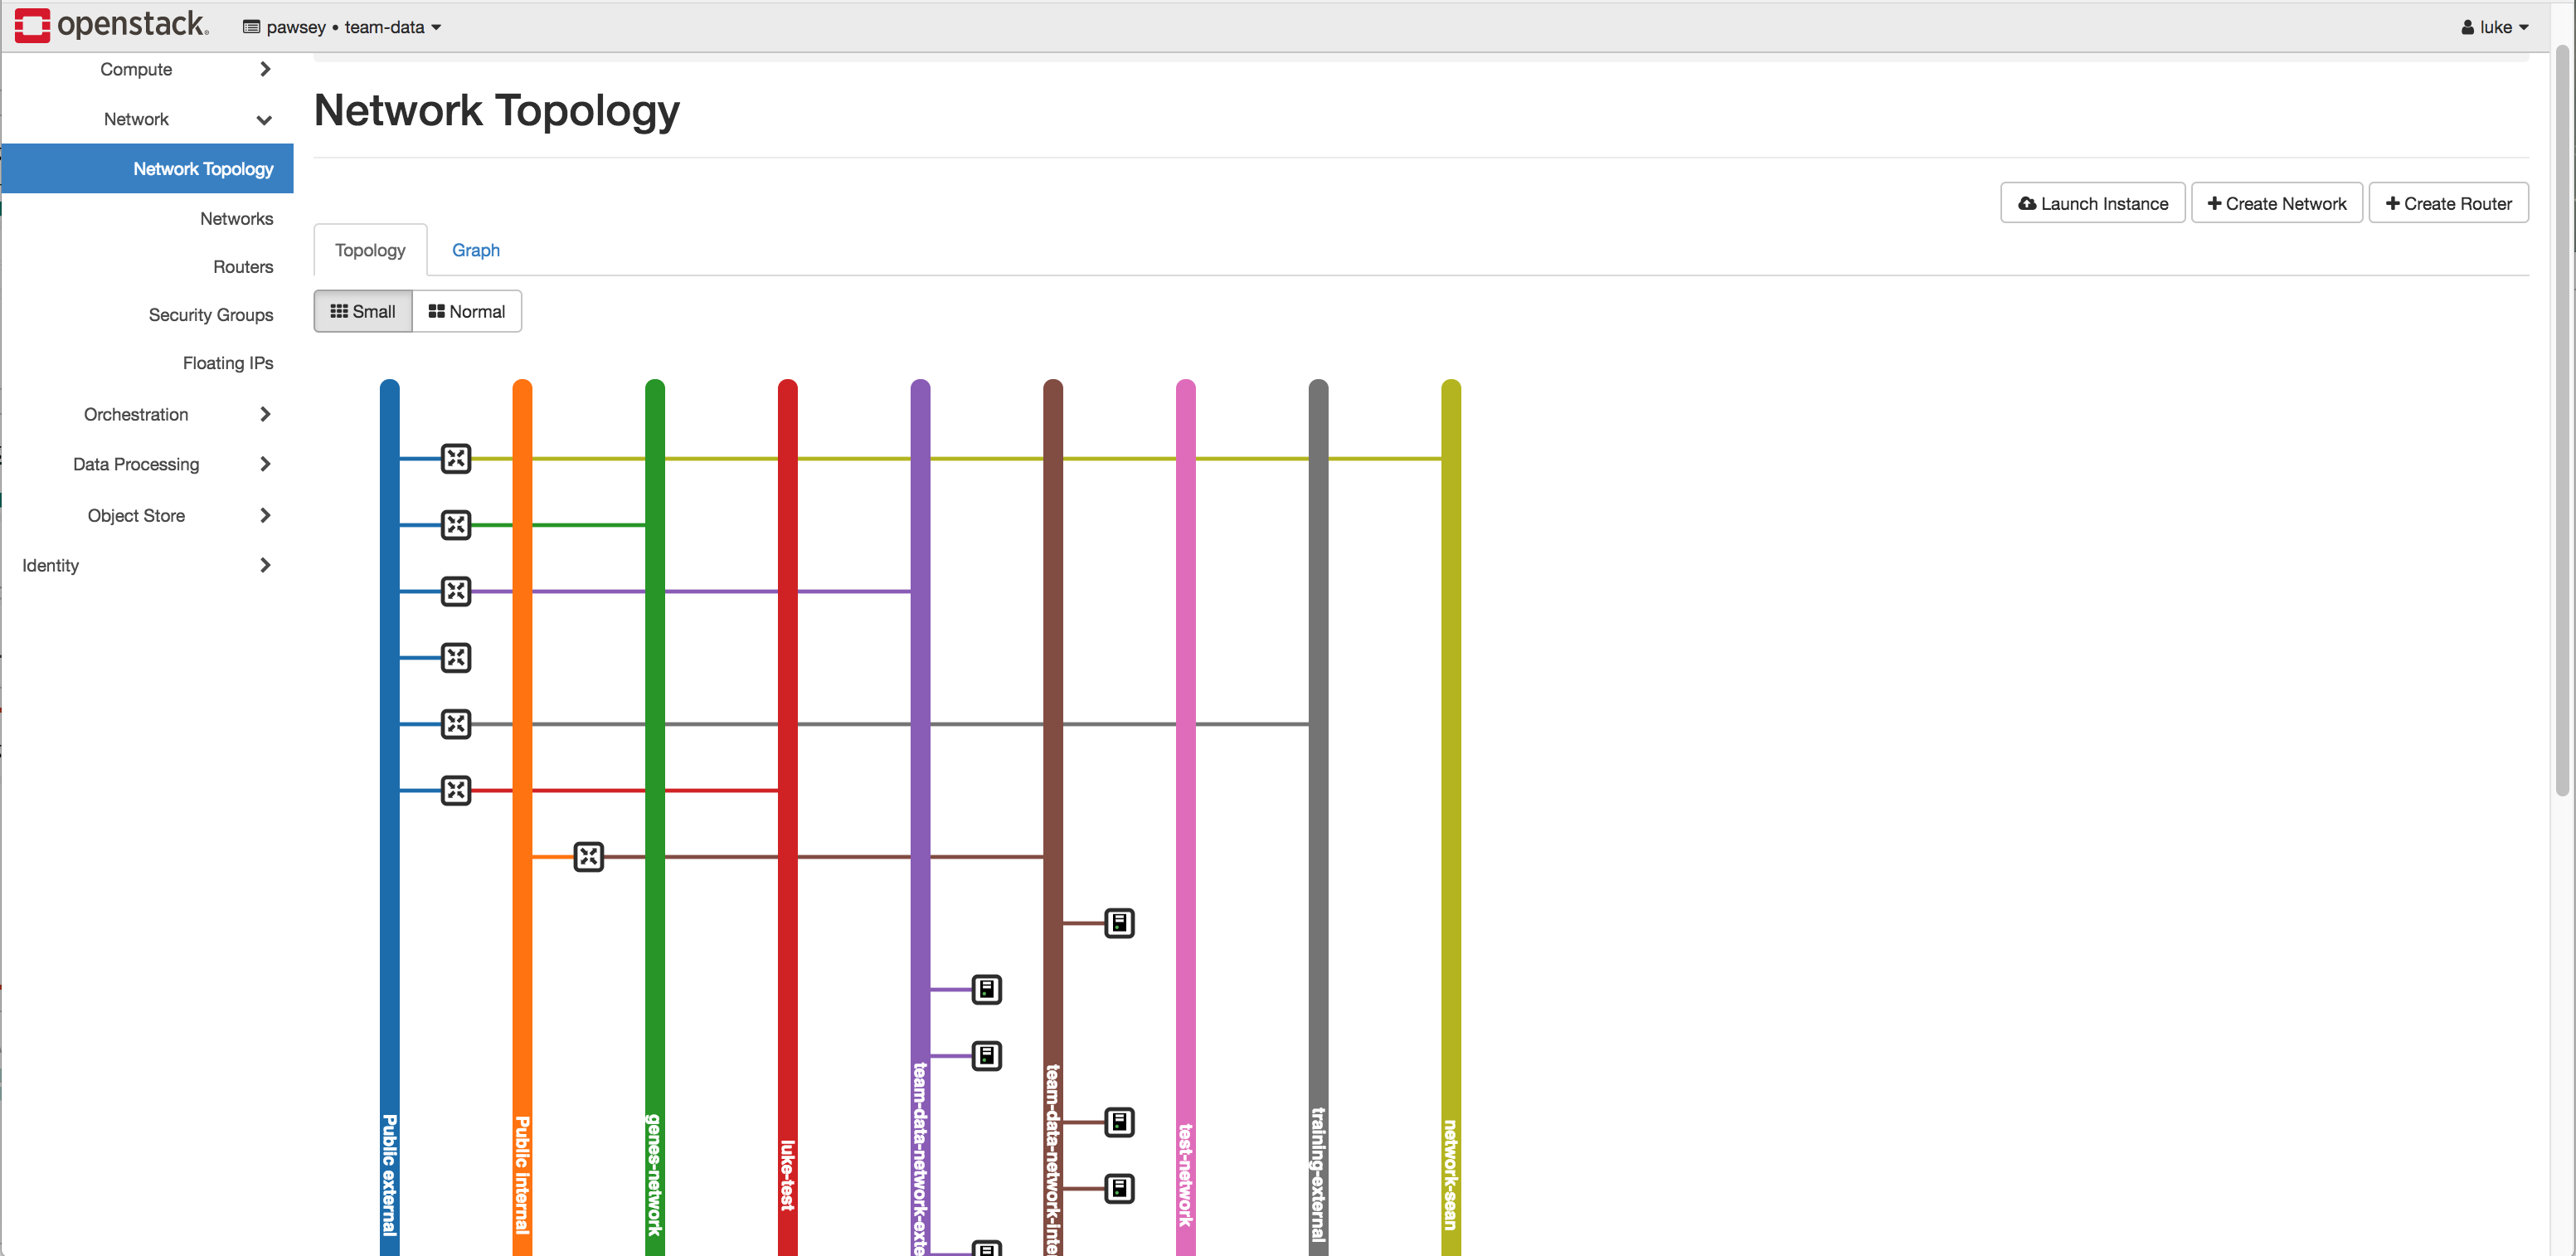 openstack.
pawsey • team-data
luke
Compute
Network
Network Topology
Networks
Routers
Security Groups
Floating IPs
Orchestration
Data Processing
Object Store
Identity
Network Topology
Launch Instance
Create Network
Create Router
Topology
Graph
Small
Normal
Public external
Public internal
genes-network
luke-test
team-data-network-exte
team-data-network-inte
test-network
training-external
network-sean